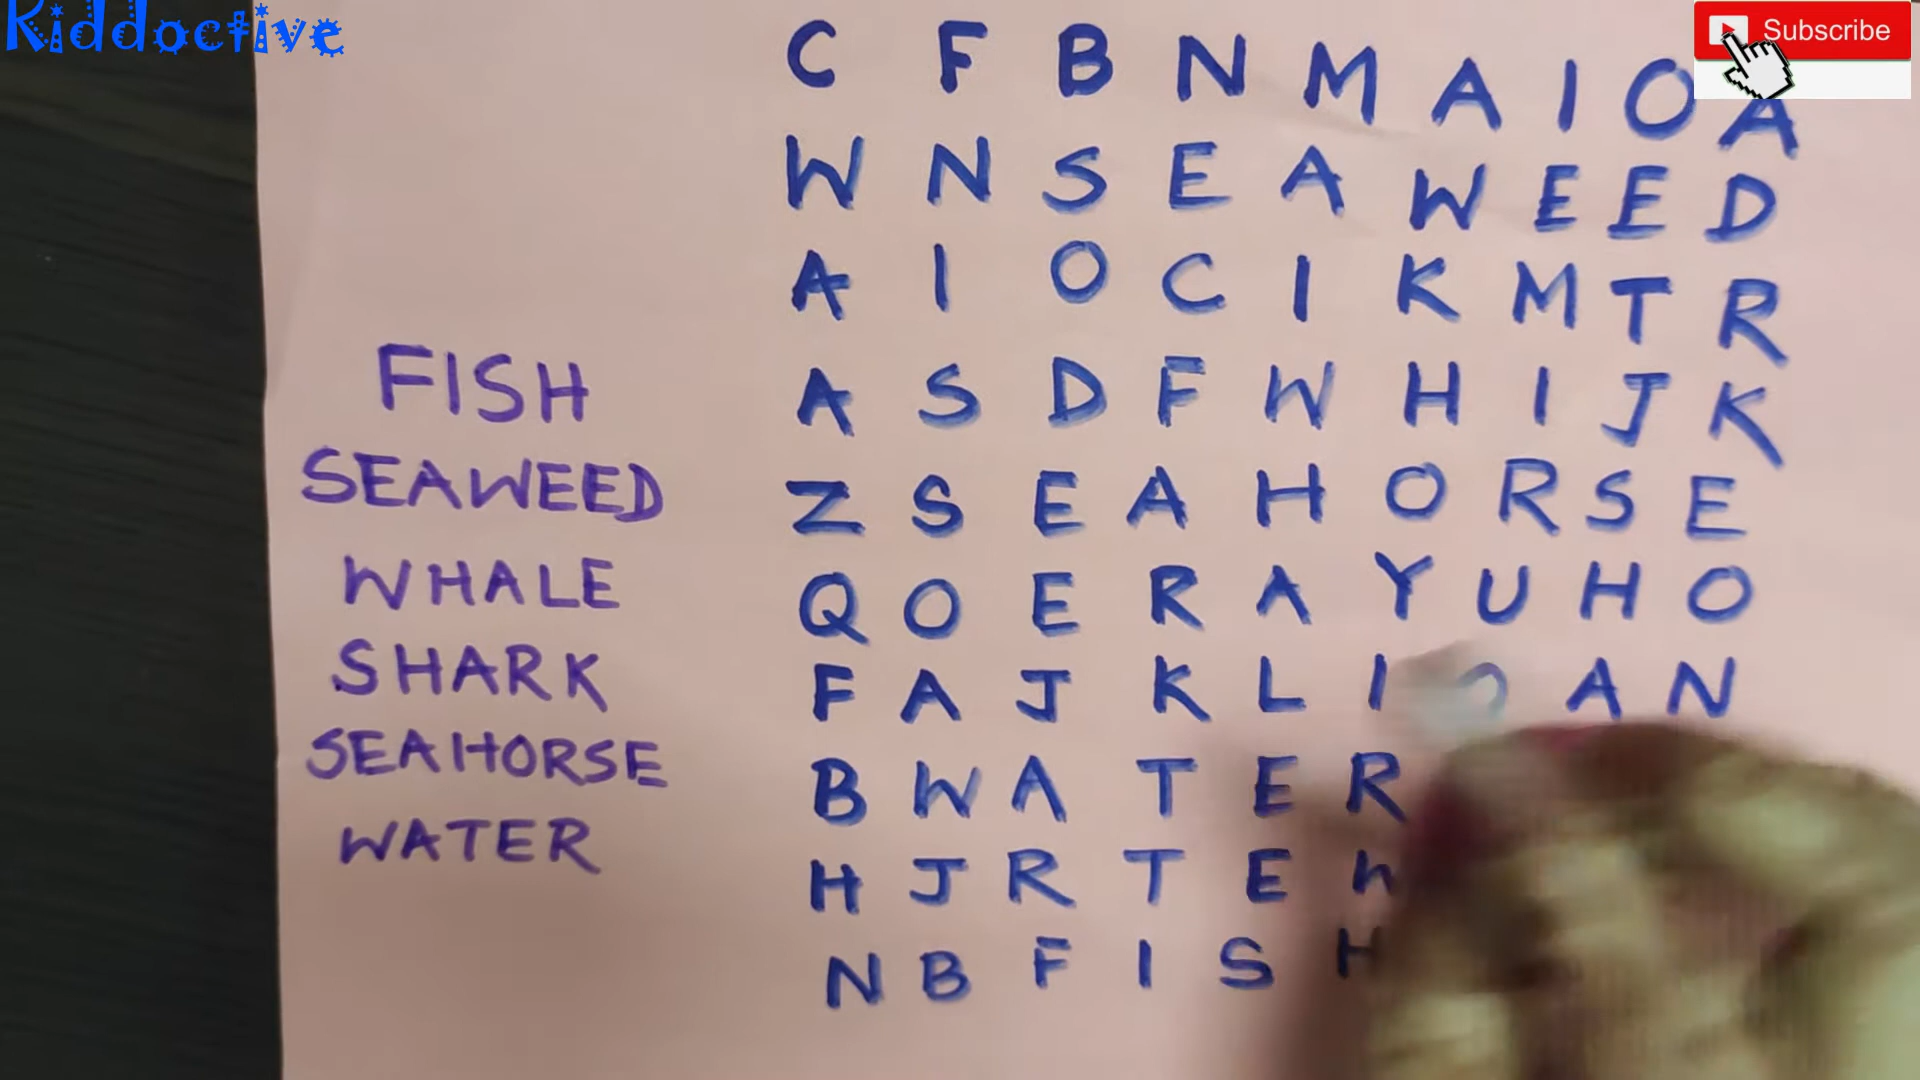 Kiddoctive
Subscribe
C F B N M A I O A
W N S E A W E E D
A I O C I K M T R
A S D F W H I J K
Z S E A H O R S E
Q O E R A Y U H O
F A J K L I A N
B W A T E R
H J R T E
N B F I S H
FISH
SEAWEED
WHALE
SHARK
SEAHORSE
WATER